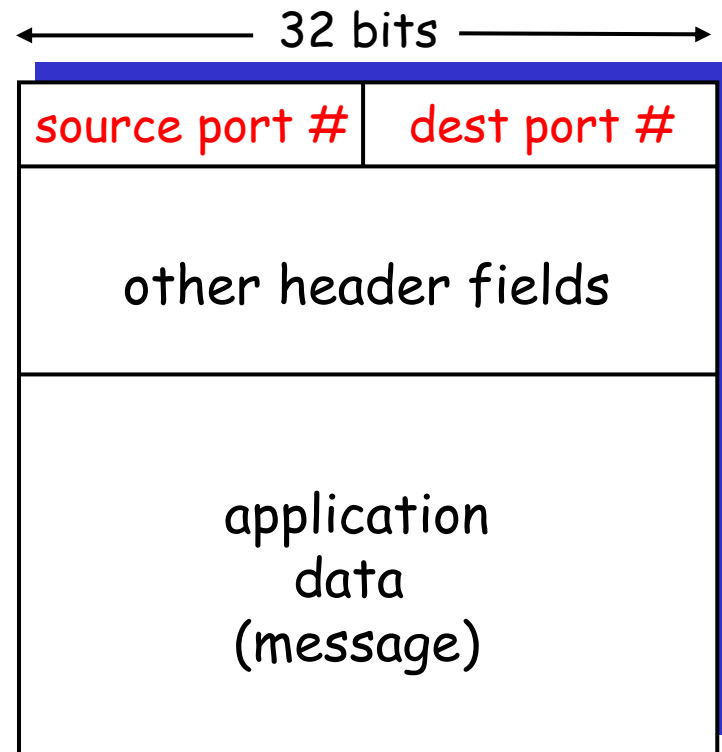 32 bits
source port # dest port #
other header fields
application
data
(message)